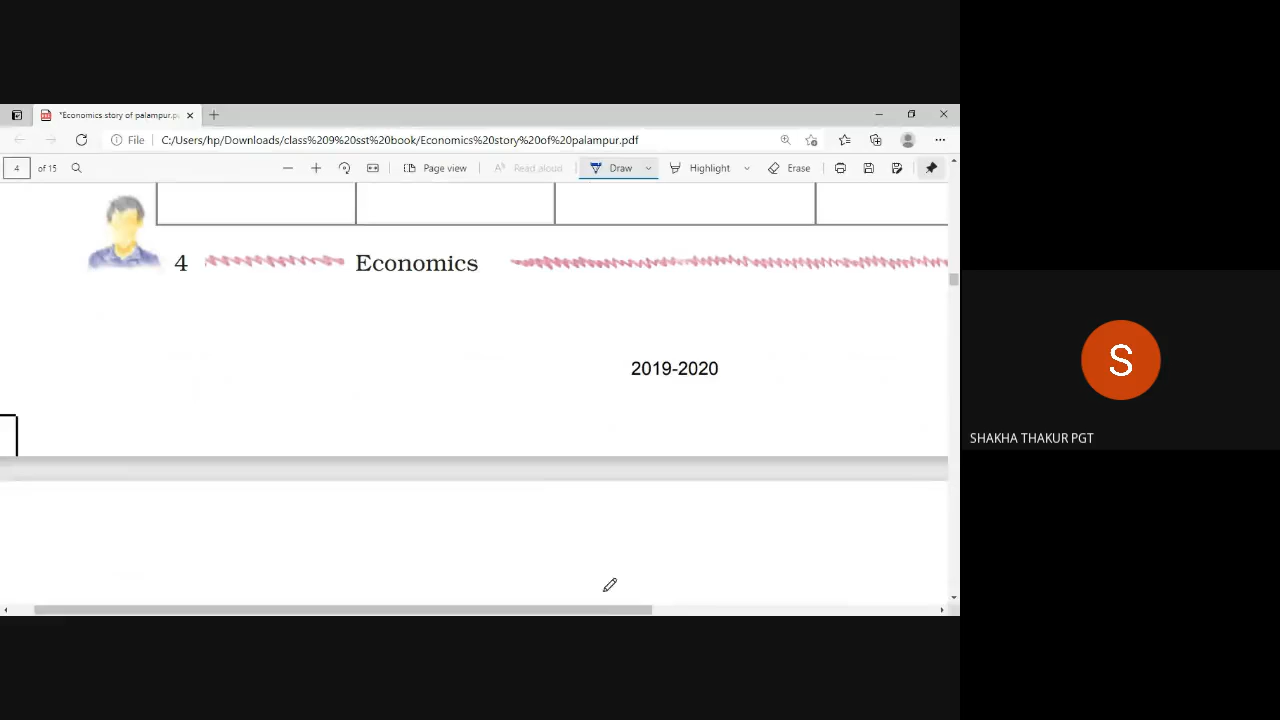 *Economics story of palampur.p
File C:/Users/hp/Downloads/class%209%20sst%20book/Economics%20story%20of%20palampur.pdf
4 of 15 Page view Read aloud Draw Highlight Erase
4 Economics
2019-2020
S
SHAKHA THAKUR PGT